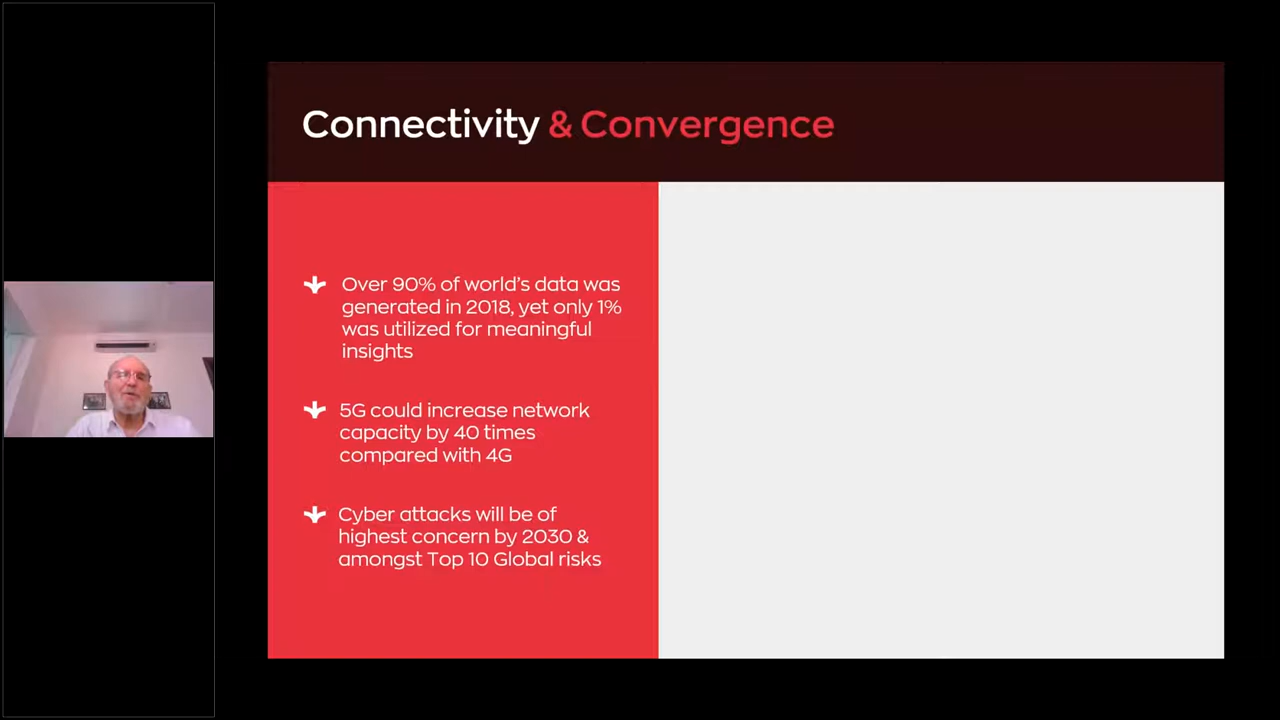 Connectivity & Convergence
Over 90% of world's data was
generated in 2018, yet only 1%
was utilized for meaningful
insights
5G could increase network
capacity by 40 times
compared with 4G
Cyber attacks will be of
highest concern by 2030 &
amongst Top 10 Global risks